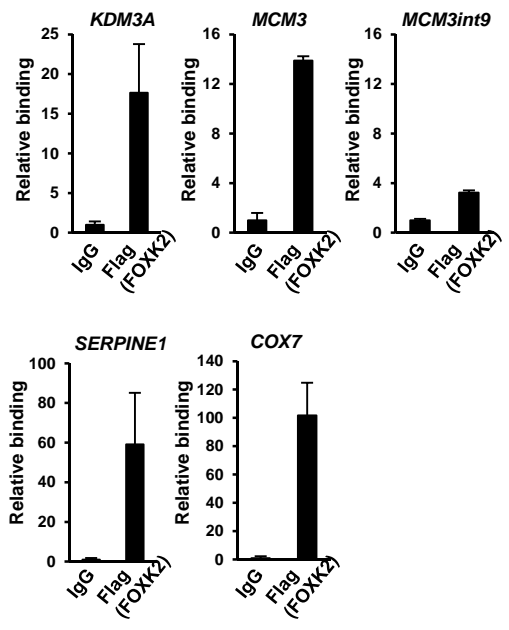 KDM3A
Relative binding
25
20
15
10
5
0
IgG
Flag
(FOXK2)
MCM3
Relative binding
16
12
8
4
0
IgG
Flag
(FOXK2)
MCM3int9
Relative binding
16
12
8
4
0
IgG
Flag
(FOXK2)
SERPINE1
Relative binding
100
80
60
40
20
0
IgG
Flag
(FOXK2)
COX7
Relative binding
140
120
100
80
60
40
20
0
IgG
Flag
(FOXK2)